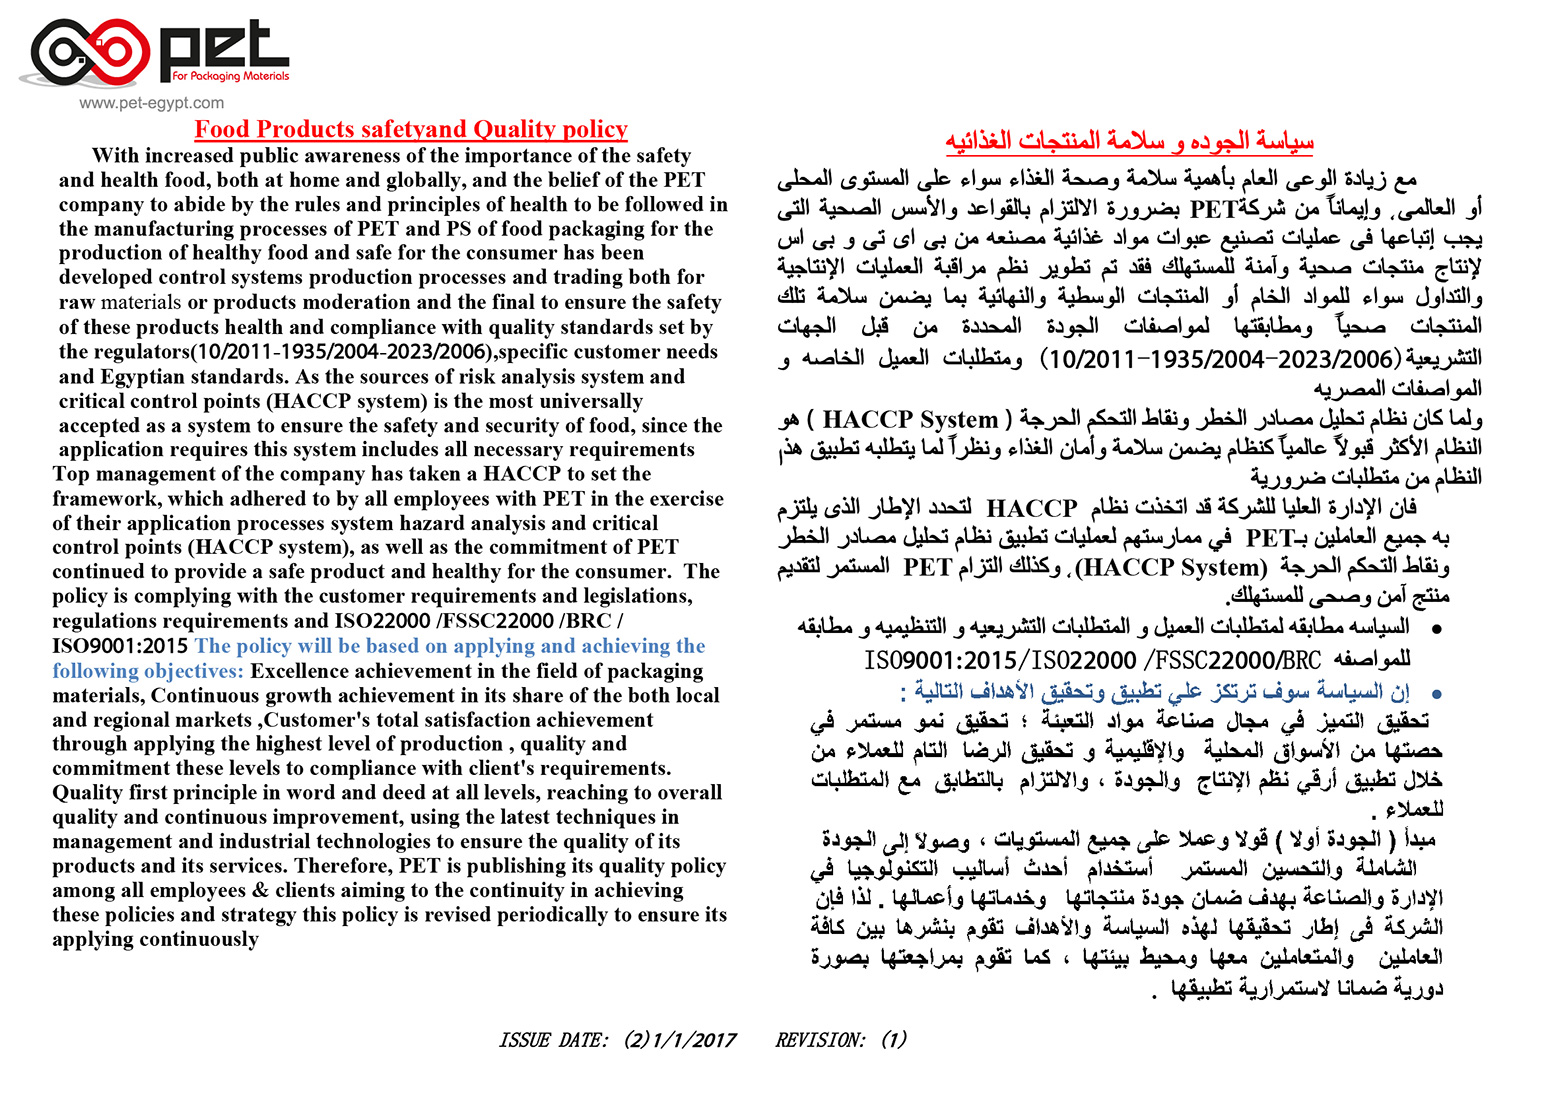 pet
For Packaging Materials
www.pet-egypt.com
Food Products safetyand Quality policy
With increased public awareness of the importance of the safety
and health food, both at home and globally, and the belief of the PET
company to abide by the rules and principles of health to be followed in
the manufacturing processes of PET and PS of food packaging for the
production of healthy food and safe for the consumer has been
developed control systems production processes and trading both for
raw materials or products moderation and the final to ensure the safety
of these products health and compliance with quality standards set by
the regulators(10/2011-1935/2004-2023/2006),specific customer needs
and Egyptian standards. As the sources of risk analysis system and
critical control points (HACCP system) is the most universally
accepted as a system to ensure the safety and security of food, since the
application requires this system includes all necessary requirements
Top management of the company has taken a HACCP to set the
framework, which adhered to by all employees with PET in the exercise
of their application processes system hazard analysis and critical
control points (HACCP system), as well as the commitment of PET
continued to provide a safe product and healthy for the consumer. The
policy is complying with the customer requirements and legislations,
regulations requirements and ISO22000 /FSSC22000 /BRC /
ISO9001:2015 The policy will be based on applying and achieving the
following objectives: Excellence achievement in the field of packaging
materials, Continuous growth achievement in its share of the both local
and regional markets ,Customer's total satisfaction achievement
through applying the highest level of production , quality and
commitment these levels to compliance with client's requirements.
Quality first principle in word and deed at all levels, reaching to overall
quality and continuous improvement, using the latest techniques in
management and industrial technologies to ensure the quality of its
products and its services. Therefore, PET is publishing its quality policy
among all employees & clients aiming to the continuity in achieving
these policies and strategy this policy is revised periodically to ensure its
applying continuously
سياسة الجوده و سلامة المنتجات الغذائيه
مع زيادة الوعى العام بأهمية سلامة وصحة الغذاء سواء على المستوى المحلى
أو العالمى، وإيماناً من شركةPET بضرورة الالتزام بالقواعد والأسس الصحية التى
يجب إتباعها فى عمليات تصنيع عبوات مواد غذائية مصنعه من بى اى تى و بى اس
لإنتاج منتجات صحية وآمنة للمستهلك فقد تم تطوير نظم مراقبة العمليات الإنتاجية
والتداول سواء للمواد الخام أو المنتجات الوسطية والنهائية بما يضمن سلامة تلك
المنتجات صحياً ومطابقتها لمواصفات الجودة المحددة من قبل الجهات
التشريعية(10/2011-1935/2004-2023/2006) ومتطلبات العميل الخاصه و
المواصفات المصريه
ولما كان نظام تحليل مصادر الخطر ونقاط التحكم الحرجة ( HACCP System ) هو
النظام الأكثر قبولاً عالمياً كنظام يضمن سلامة وأمان الغذاء ونظراً لما يتطلبه تطبيق هذا
النظام من متطلبات ضرورية
فان الإدارة العليا للشركة قد اتخذت نظام HACCP لتحدد الإطار الذى يلتزم
به جميع العاملين بـPET في ممارستهم لعمليات تطبيق نظام تحليل مصادر الخطر
ونقاط التحكم الحرجة (HACCP System)، وكذلك التزام PET المستمر لتقديم
منتج آمن وصحى للمستهلك.
• السياسه مطابقه لمتطلبات العميل و المتطلبات التشريعيه و التنظيميه و مطابقه
للمواصفه ISO9001:2015/ISO22000 /FSSC22000/BRC
• إن السياسة سوف ترتكز علي تطبيق وتحقيق الأهداف التالية :
تحقيق التميز في مجال صناعة مواد التعبئة ؛ تحقيق نمو مستمر في
حصتها من الأسواق المحلية والإقليمية و تحقيق الرضا التام للعملاء من
خلال تطبيق أرقي نظم الإنتاج والجودة ، والالتزام بالتطابق مع المتطلبات
للعملاء .
مبدأ ( الجودة أولا ) قولا وعملا على جميع المستويات ، وصولاً إلى الجودة
الشاملة والتحسين المستمر أستخدام أحدث أساليب التكنولوجيا في
الإدارة والصناعة بهدف ضمان جودة منتجاتها وخدماتها وأعمالها . لذا فإن
الشركة فى إطار تحقيقها لهذه السياسة والأهداف تقوم بنشرها بين كافة
العاملين والمتعاملين معها ومحيط بيئتها ، كما تقوم بمراجعتها بصورة
دورية ضمانا لاستمرارية تطبيقها .
ISSUE DATE: (2)1/1/2017 REVISION: (1)